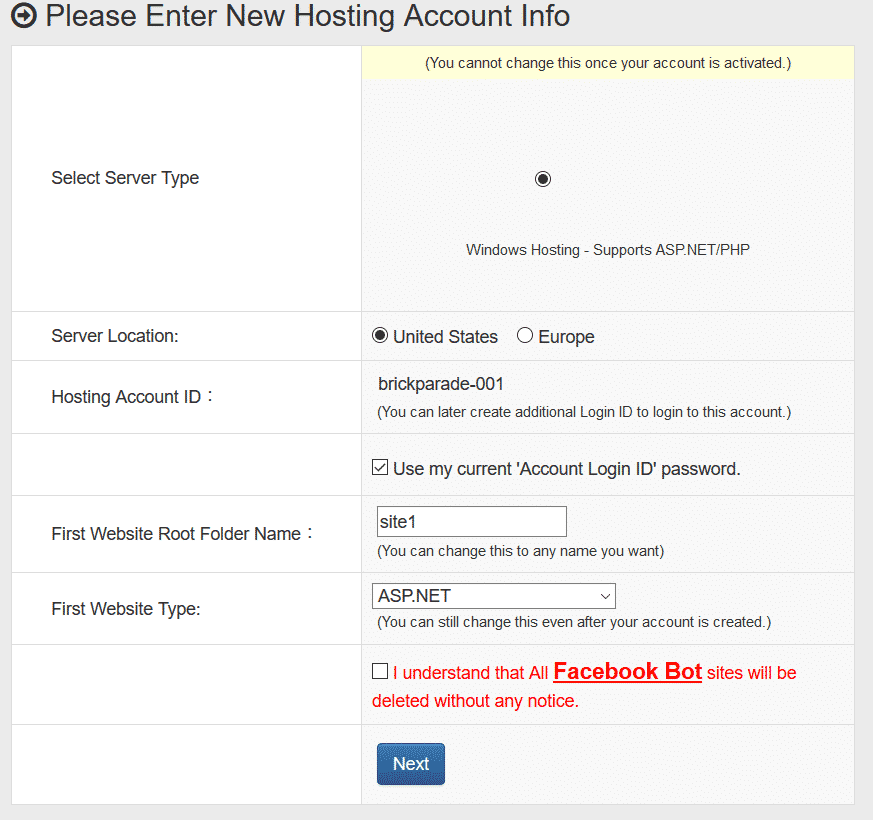 Please Enter New Hosting Account Info
(You cannot change this once your account is activated.)
Select Server Type
Windows Hosting - Supports ASP.NET/PHP
Server Location:
United States
Europe
Hosting Account ID：
brickparade-001
(You can later create additional Login ID to login to this account.)
Use my current 'Account Login ID' password.
First Website Root Folder Name：
site1
(You can change this to any name you want)
First Website Type:
ASP.NET
(You can still change this even after your account is created.)
I understand that All Facebook Bot sites will be
deleted without any notice.
Next